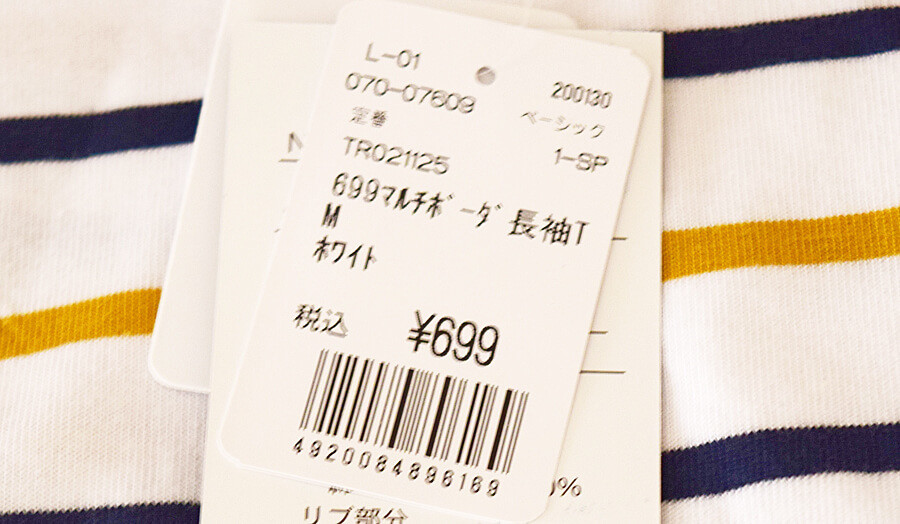 L-01
200130
070-07609
ベーシック
定番
TR021125
1-SP
699マルチボーダ 長袖T
M
ホワイト
税込
¥699
4920084896169
%
リブ部分